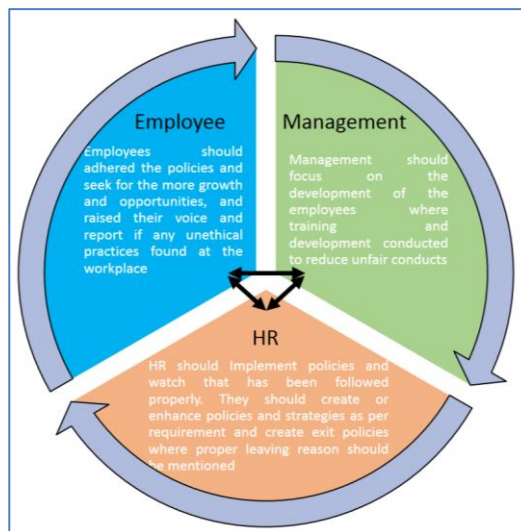 Employee
Employees should
adhered the policies and
seek for the more growth
and opportunities, and
raised their voice and
report if any unethical
practices found at the
workplace
Management
Management should
focus on the
development of the
employees where
training and
development conducted
to reduce unfair conducts
HR
HR should Implement policies and
watch that has been followed
properly. They should create or
enhance policies and strategies as per
requirement and create exit policies
where proper leaving reason should
be mentioned